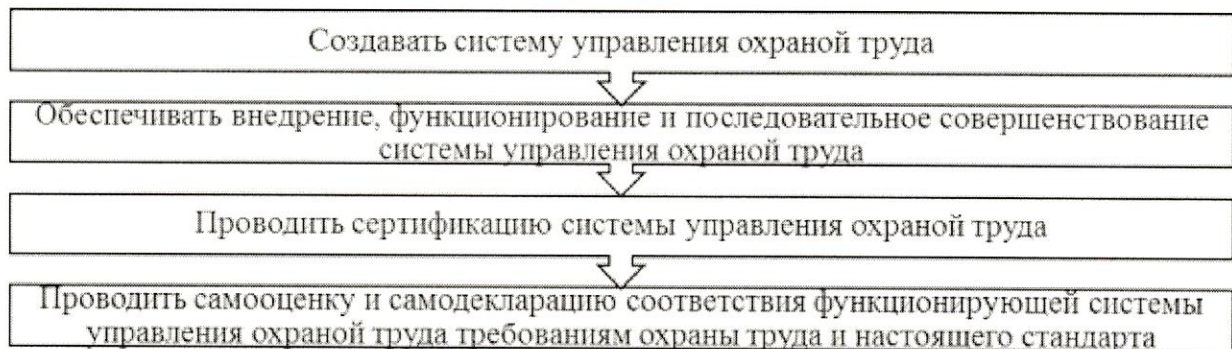 Создавать систему управления охраной труда
Обеспечивать внедрение, функционирование и последовательное совершенствование
системы управления охраной труда
Проводить сертификацию системы управления охраной труда
Проводить самооценку и самодекларацию соответствия функционирующей системы
управления охраной труда требованиям охраны труда и настоящего стандарта